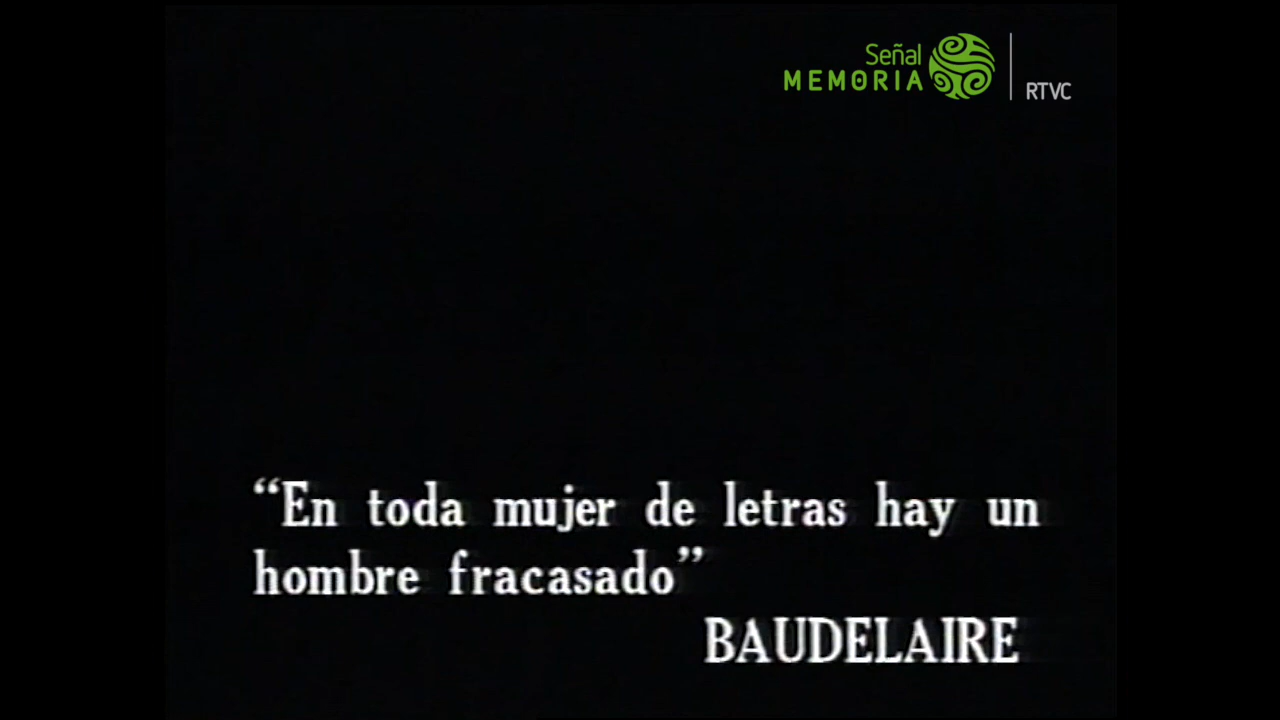 Señal
MEMORIA
RTVC
“En toda mujer de letras hay un
hombre fracasado”
BAUDELAIRE